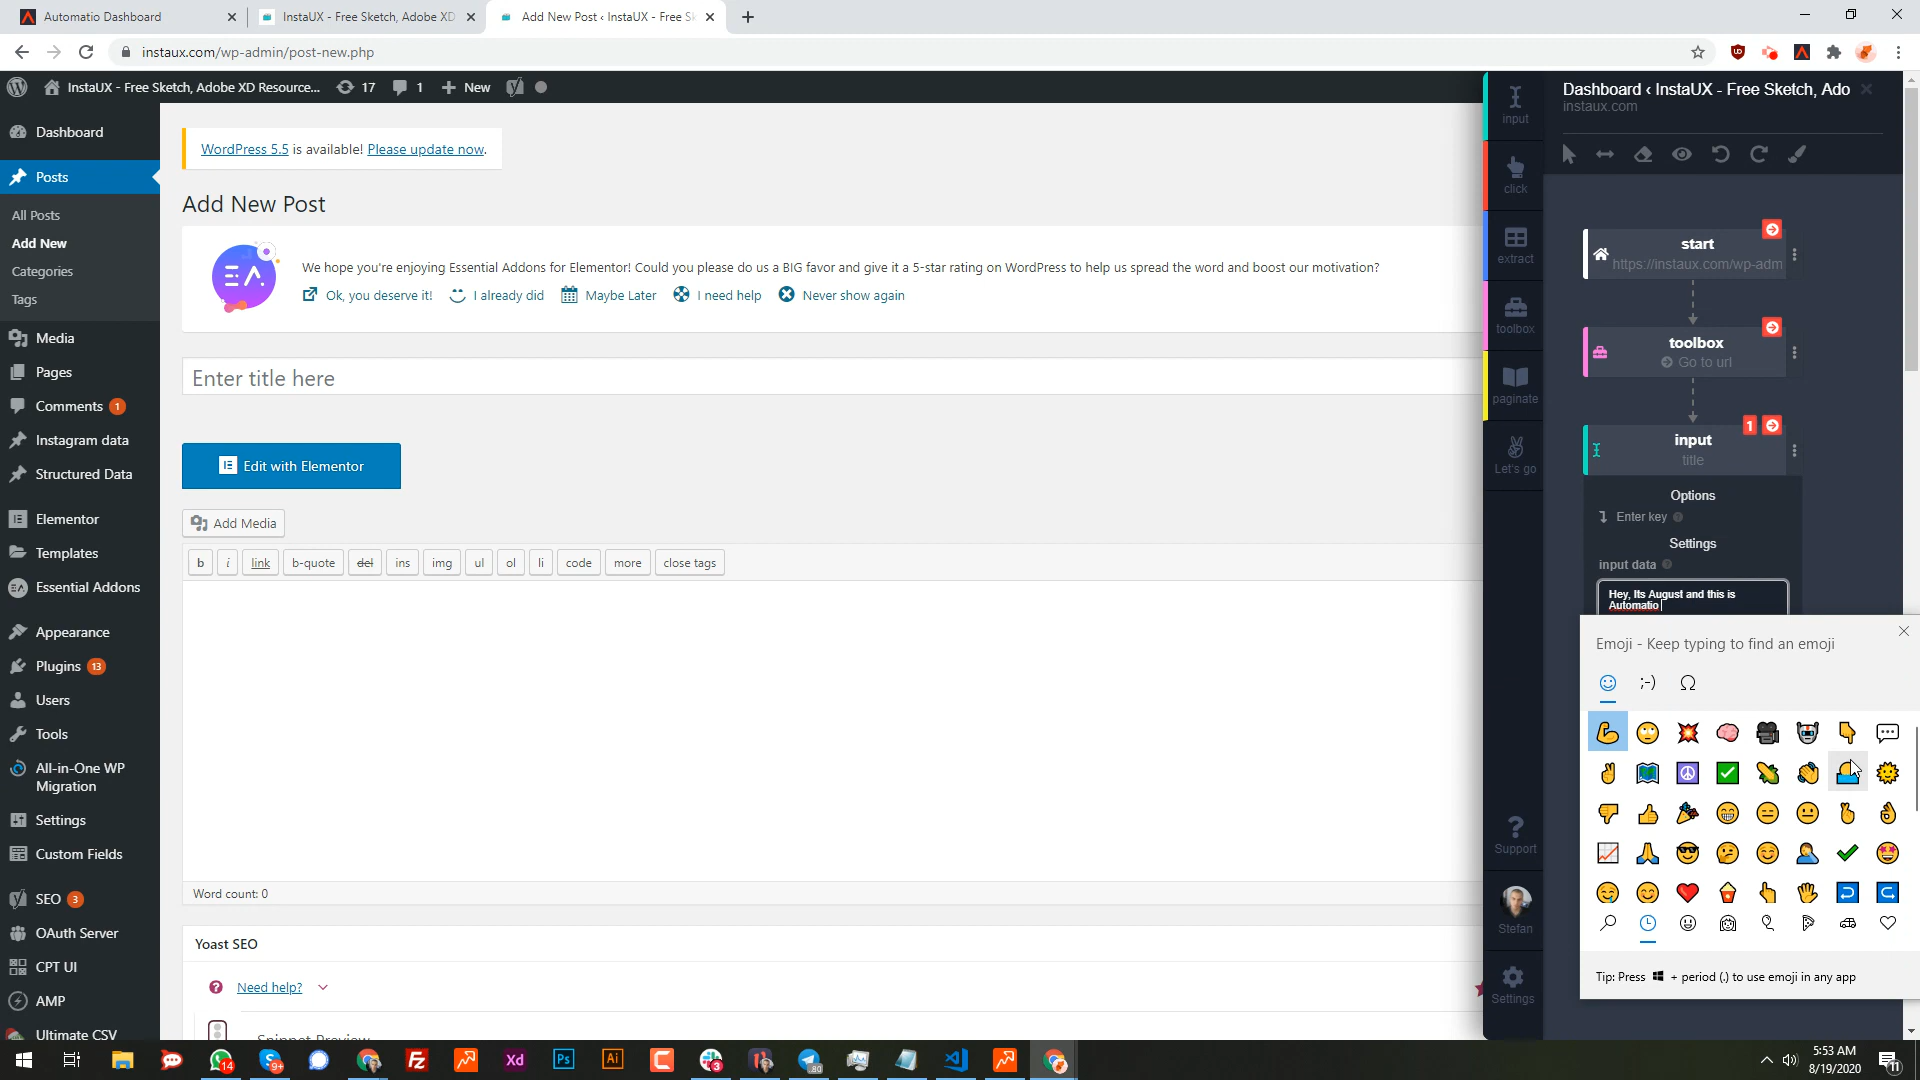 Automatio Dashboard
InstaUX - Free Sketch, Adobe XD
Add New Post ‹ InstaUX - Free Sk
instaux.com/wp-admin/post-new.php
InstaUX - Free Sketch, Adobe XD Resource...
17
1
New
Dashboard
Posts
All Posts
Add New
Categories
Tags
Media
Pages
Comments 1
Instagram data
Structured Data
Elementor
Templates
Essential Addons
Appearance
Plugins 13
Users
Tools
All-in-One WP
Migration
Settings
Custom Fields
SEO 3
OAuth Server
CPT UI
AMP
Ultimate CSV
WordPress 5.5 is available! Please update now.
Add New Post
EA
We hope you're enjoying Essential Addons for Elementor! Could you please do us a BIG favor and give it a 5-star rating on WordPress to help us spread the word and boost our motivation?
Ok, you deserve it!
I already did
Maybe Later
I need help
Never show again
Enter title here
Edit with Elementor
Add Media
b
i
link
b-quote
del
ins
img
ul
ol
li
code
more
close tags
Word count: 0
Yoast SEO
Need help?
Snippet Preview
input
click
extract
toolbox
paginate
Let's go
Support
Stefan
Settings
Dashboard ‹ InstaUX - Free Sketch, Ado
instaux.com
start
https://instaux.com/wp-adm
toolbox
Go to url
1
input
title
Options
Enter key
Settings
input data
Hey, Its August and this is
Automatio
Emoji - Keep typing to find an emoji
;-)
Ω
Tip: Press + period (.) to use emoji in any app
14
9+
Xd
Ps
Ai
3
80
5:53 AM
8/19/2020
11